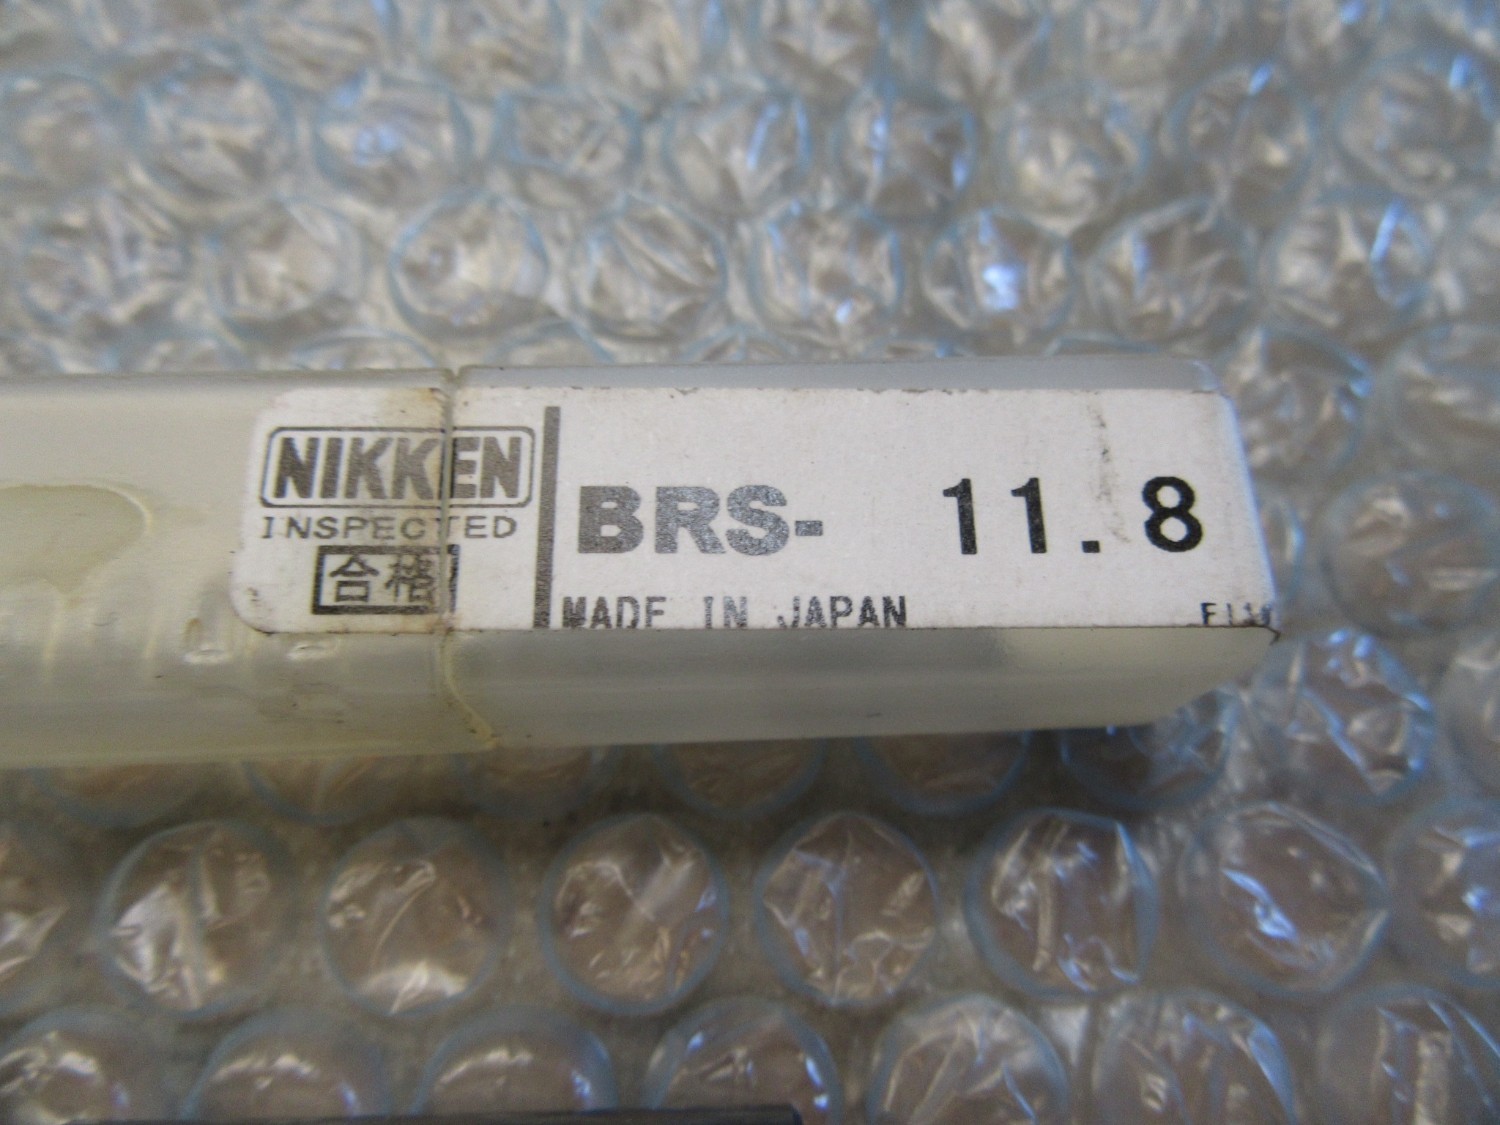 NIKKEN
INSPECTED
合格
BRS- 11.8
MADE IN JAPAN